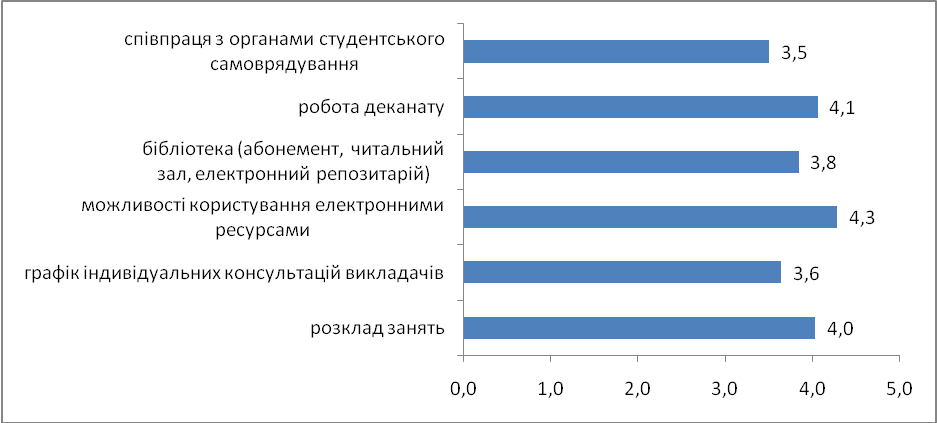 співпраця з органами студентського
самоврядування
3,5
робота деканату
4,1
бібліотека (абонемент, читальний
зал, електронний репозитарій)
3,8
можливості користування електронними
ресурсами
4,3
графік індивідуальних консультацій викладачів
3,6
розклад занять
4,0
0,0 1,0 2,0 3,0 4,0 5,0